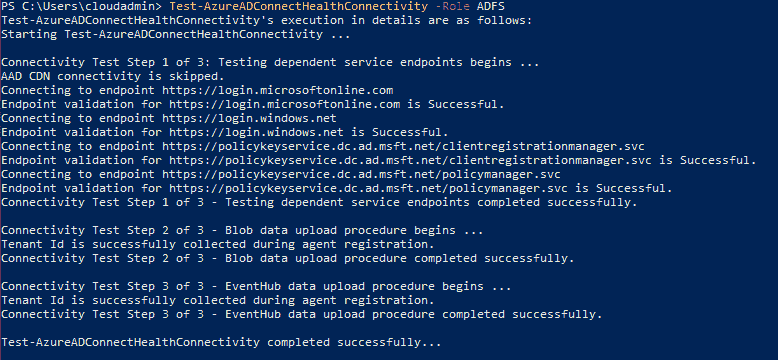 PS C:\Users\cloudadmin> Test-AzureADConnectHealthConnectivity -Role ADFS
Test-AzureADConnectHealthConnectivity's execution in details are as follows:
Starting Test-AzureADConnectHealthConnectivity ...
Connectivity Test Step 1 of 3: Testing dependent service endpoints begins ...
AAD CDN connectivity is skipped.
Connecting to endpoint https://login.microsoftonline.com
Endpoint validation for https://login.microsoftonline.com is Successful.
Connecting to endpoint https://login.windows.net
Endpoint validation for https://login.windows.net is Successful.
Connecting to endpoint https://policykeyservice.dc.ad.msft.net/clientregistrationmanager.svc
Endpoint validation for https://policykeyservice.dc.ad.msft.net/clientregistrationmanager.svc is Successful.
Connecting to endpoint https://policykeyservice.dc.ad.msft.net/policymanager.svc
Endpoint validation for https://policykeyservice.dc.ad.msft.net/policymanager.svc is Successful.
Connectivity Test Step 1 of 3 - Testing dependent service endpoints completed successfully.
Connectivity Test Step 2 of 3 - Blob data upload procedure begins ...
Tenant Id is successfully collected during agent registration.
Connectivity Test Step 2 of 3 - Blob data upload procedure completed successfully.
Connectivity Test Step 3 of 3 - EventHub data upload procedure begins ...
Tenant Id is successfully collected during agent registration.
Connectivity Test Step 3 of 3 - EventHub data upload procedure completed successfully.
Test-AzureADConnectHealthConnectivity completed successfully...